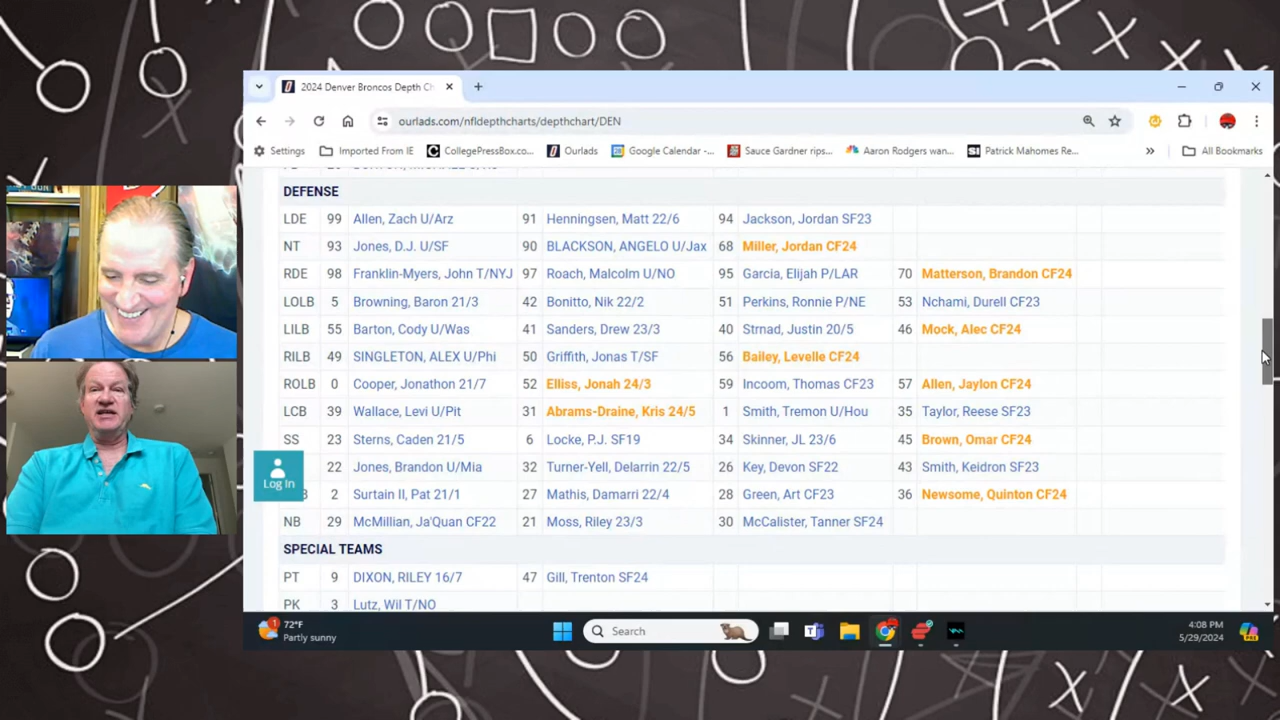 2024 Denver Broncos Depth Ch
ourlads.com/nfldepthcharts/depthchart/DEN
Settings Imported From IE CollegePressBox.co... Ourlads Google Calendar -... Sauce Gardner rips... Aaron Rodgers wan... Patrick Mahomes Re... » All Bookmarks
DEFENSE
LDE 99 Allen, Zach U/Arz 91 Henningsen, Matt 22/6 94 Jackson, Jordan SF23
NT 93 Jones, D.J. U/SF 90 BLACKSON, ANGELO U/Jax 68 Miller, Jordan CF24
RDE 98 Franklin-Myers, John T/NYJ 97 Roach, Malcolm U/NO 95 Garcia, Elijah P/LAR 70 Matterson, Brandon CF24
LOLB 5 Browning, Baron 21/3 42 Bonitto, Nik 22/2 51 Perkins, Ronnie P/NE 53 Nchami, Durell CF23
LILB 55 Barton, Cody U/Was 41 Sanders, Drew 23/3 40 Strnad, Justin 20/5 46 Mock, Alec CF24
RILB 49 SINGLETON, ALEX U/Phi 50 Griffith, Jonas T/SF 56 Bailey, Levelle CF24
ROLB 0 Cooper, Jonathon 21/7 52 Elliss, Jonah 24/3 59 Incoom, Thomas CF23 57 Allen, Jaylon CF24
LCB 39 Wallace, Levi U/Pit 31 Abrams-Draine, Kris 24/5 1 Smith, Tremon U/Hou 35 Taylor, Reese SF23
SS 23 Sterns, Caden 21/5 6 Locke, P.J. SF19 34 Skinner, JL 23/6 45 Brown, Omar CF24
22 Jones, Brandon U/Mia 32 Turner-Yell, Delarrin 22/5 26 Key, Devon SF22 43 Smith, Keidron SF23
Log In
2 Surtain II, Pat 21/1 27 Mathis, Damarri 22/4 28 Green, Art CF23 36 Newsome, Quinton CF24
NB 29 McMillian, Ja'Quan CF22 21 Moss, Riley 23/3 30 McCalister, Tanner SF24
SPECIAL TEAMS
PT 9 DIXON, RILEY 16/7 47 Gill, Trenton SF24
PK 3 Lutz, Wil T/NO
72°F
Partly sunny
Search
4:08 PM
5/29/2024